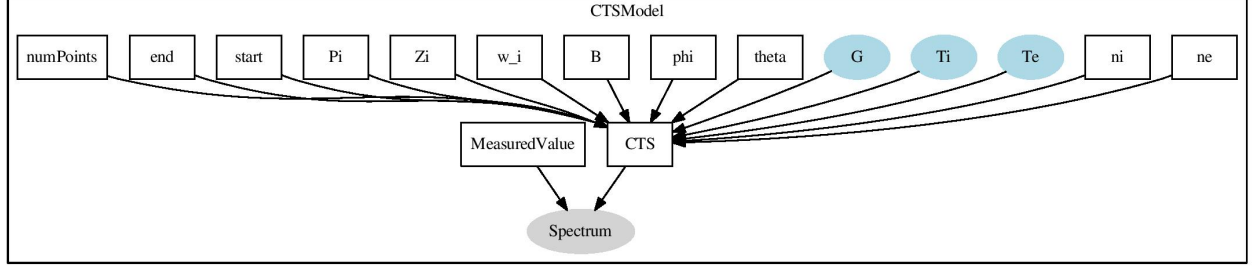 CTSModel
numPoints end start Pi Zi w_i B phi theta G Ti Te ni ne
MeasuredValue CTS
Spectrum